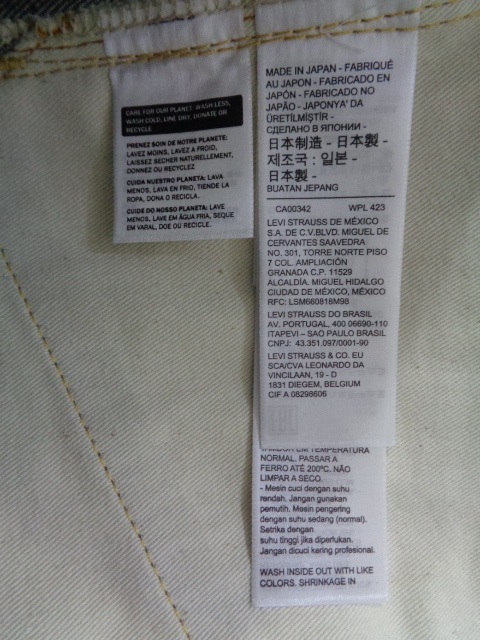 CARE FOR OUR PLANET: WASH LESS,
WASH COLD, LINE DRY, DONATE OR
RECYCLE
PRENEZ SOIN DE NOTRE PLANETE:
LAVEZ MOINS, LAVEZ A FROID,
LAISSEZ SECHER NATURELLEMENT,
DONNEZ OU RECYCLEZ
CUIDA NUESTRO PLANETA: LAVA
MENOS, LAVA EN FRIO, TIENDE LA
ROPA, DONA O RECICLA.
CUIDE DO NOSSO PLANETA: LAVE
MENOS, LAVE EM ÁGUA FRIA, SEQUE
EM VARAL, DOE OU RECICLE.
MADE IN JAPAN - FABRIQUÉ
AU JAPON - FABRICADO EN
JAPÓN - FABRICADO NO
JAPÃO - JAPONYA' DA
ÜRETİLMİŞTİR -
СДЕЛАНО В ЯПОНИИ -
日本制造 - 日本製 -
제조국 : 일본 -
日本製 -
BUATAN JEPANG
CA00342 WPL 423
LEVI STRAUSS DE MÉXICO
S.A. DE C.V.BLVD. MIGUEL DE
CERVANTES SAAVEDRA
NO. 301, TORRE NORTE PISO
7 COL. AMPLIACIÓN
GRANADA C.P. 11529
ALCALDÍA. MIGUEL HIDALGO
CIUDAD DE MÉXICO, MÉXICO
RFC: LSM660818M98
LEVI STRAUSS DO BRASIL
AV. PORTUGAL, 400 06690-110
ITAPEVI – SAO PAULO BRASIL
CNPJ: 43.351.097/0001-90
LEVI STRAUSS & CO. EU
SCA/CVA LEONARDO DA
VINCILAAN, 19 - D
1831 DIEGEM, BELGIUM
CIF A 08298606
TAMBOR EM TEMPERATURA
NORMAL. PASSAR A
FERRO ATÉ 200ºC. NÃO
LIMPAR A SECO.
- Mesin cuci dengan suhu
rendah. Jangan gunakan
pemutih. Mesin pengering
dengan suhu sedang (normal).
Setrika dengan
suhu tinggi jika diperlukan.
Jangan dicuci kering profesional.
WASH INSIDE OUT WITH LIKE
COLORS. SHRINKAGE IN